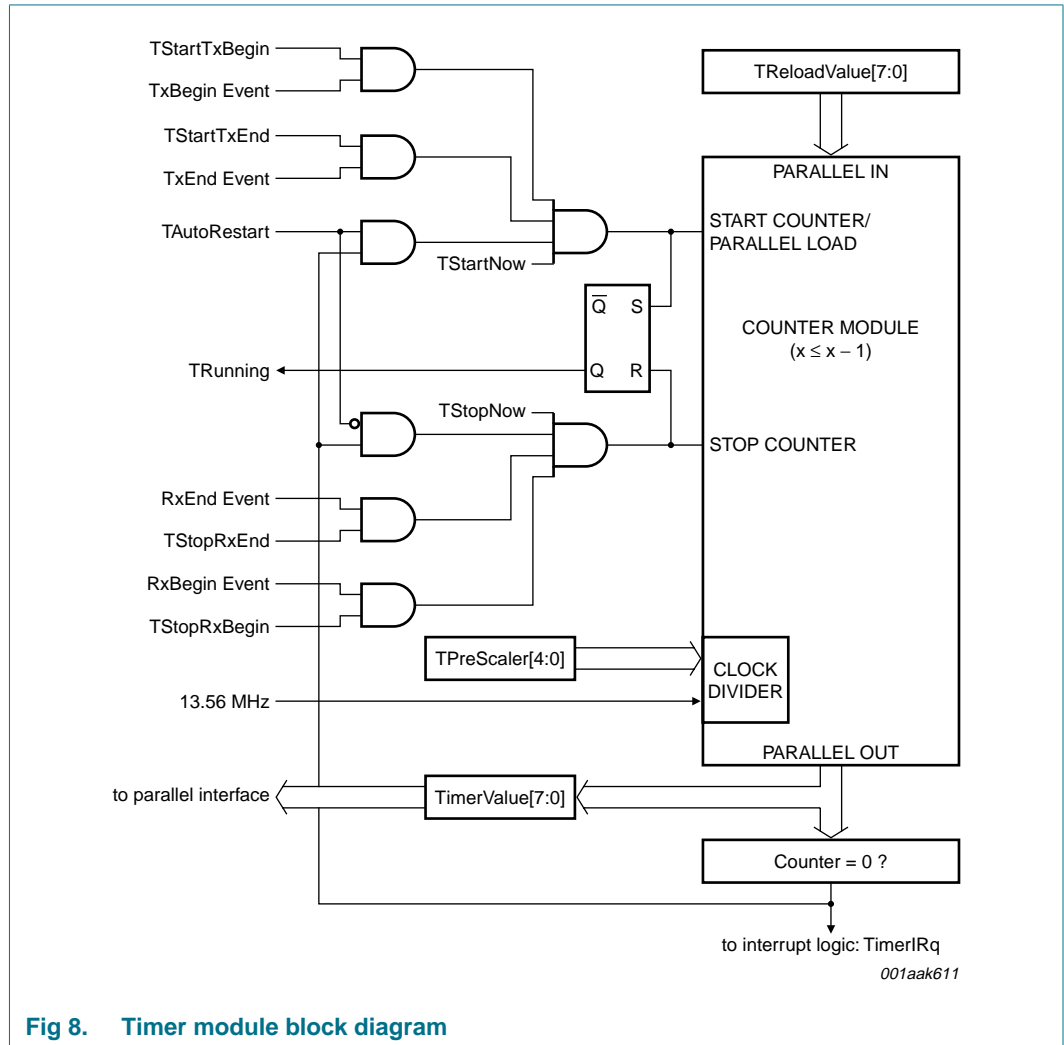 TStartTxBegin
TxBegin Event
TReloadValue[7:0]
TStartTxEnd
TxEnd Event
PARALLEL IN
TAutoRestart
START COUNTER/
PARALLEL LOAD
TStartNow
Q̅ S
COUNTER MODULE
(x ≤ x − 1)
TRunning
Q R
TStopNow
STOP COUNTER
RxEnd Event
TStopRxEnd
RxBegin Event
TStopRxBegin
TPreScaler[4:0]
CLOCK
DIVIDER
13.56 MHz
PARALLEL OUT
to parallel interface
TimerValue[7:0]
Counter = 0 ?
to interrupt logic: TimerIRq
001aak611
Fig 8. Timer module block diagram